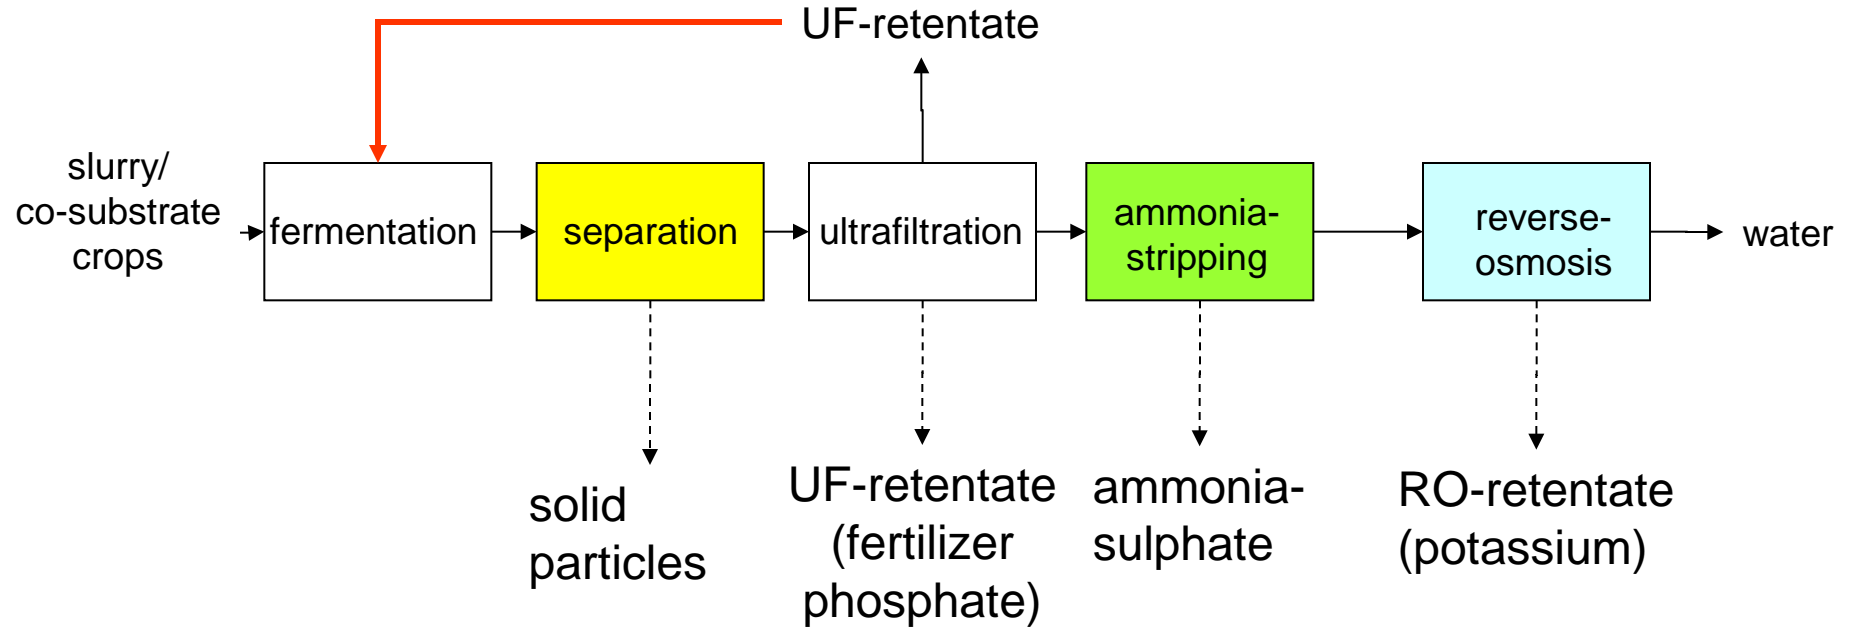 UF-retentate
slurry/
co-substrate
crops
fermentation
separation
ultrafiltration
ammonia-
stripping
reverse-
osmosis
water
solid
particles
UF-retentate
(fertilizer
phosphate)
ammonia-
sulphate
RO-retentate
(potassium)